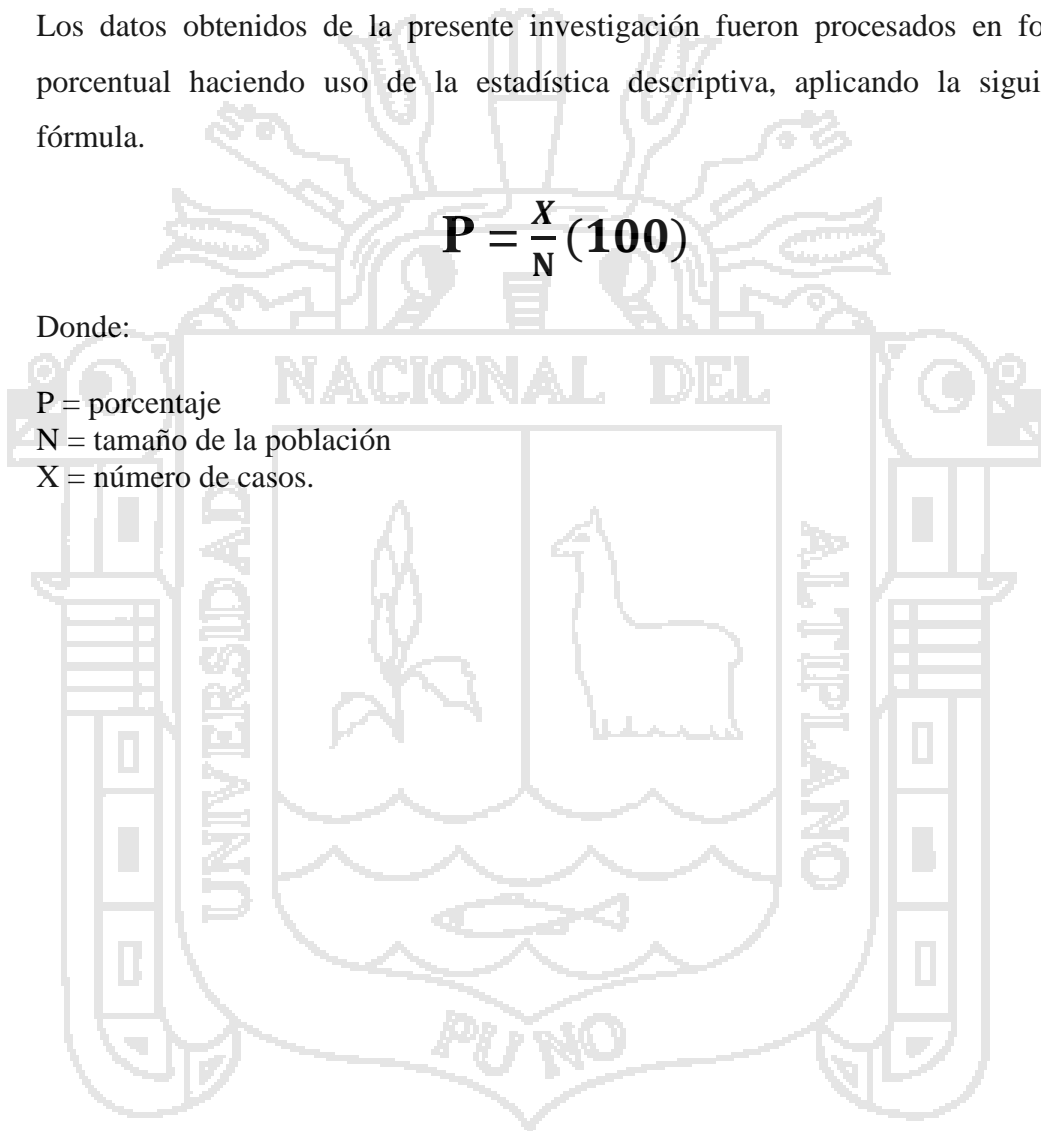 Los datos obtenidos de la presente investigación fueron procesados en fo
porcentual haciendo uso de la estadística descriptiva, aplicando la sigui
fórmula.
P = X/N (100)
Donde:
NACIONAL DEL
P = porcentaje
N = tamaño de la población
X = número de casos.
UNIVERSIDAD
ALTIPLANO
PUNO